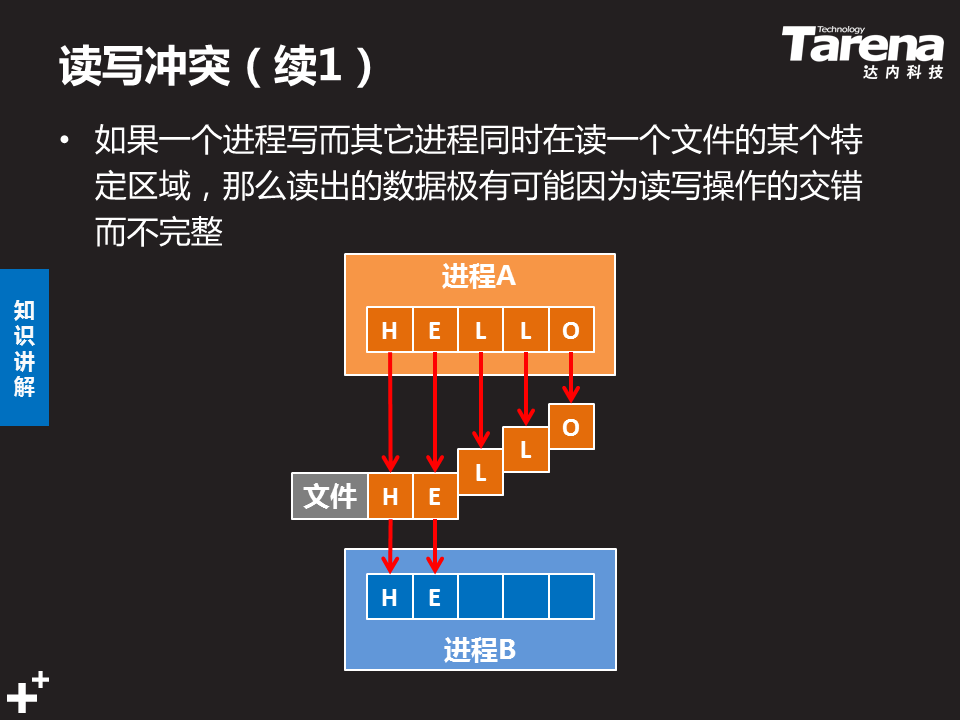 读写冲突（续1）
Technology
Tarena
达内科技
• 如果一个进程写而其它进程同时在读一个文件的某个特
定区域，那么读出的数据极有可能因为读写操作的交错
而不完整
知识讲解
进程A
H E L L O
O
L
L
文件 H E
H E
进程B